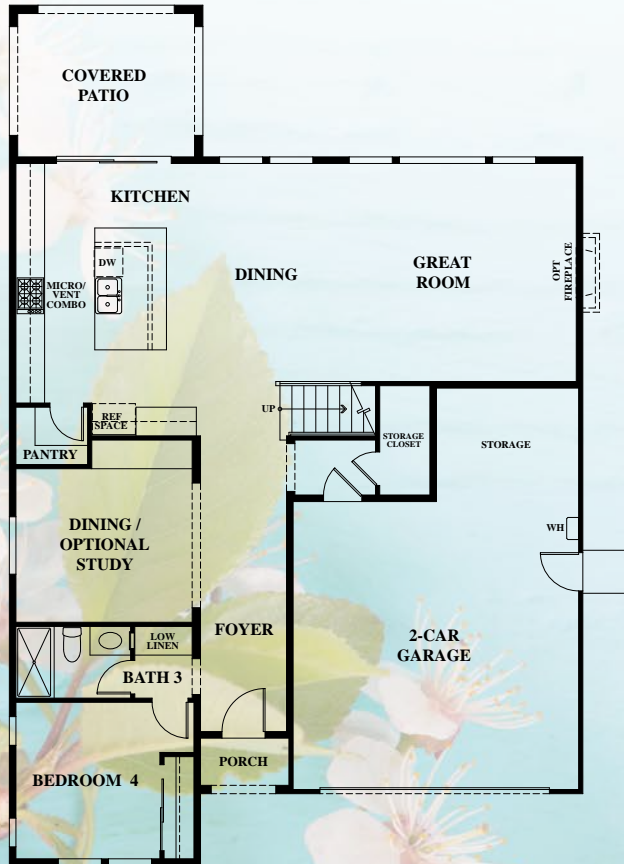 COVERED
PATIO
KITCHEN
DW
MICRO/
VENT
COMBO
DINING
GREAT
ROOM
OPT
FIREPLACE
UP
REF
SPACE
STORAGE
CLOSET
STORAGE
PANTRY
DINING /
OPTIONAL
STUDY
WH
FOYER
LOW
LINEN
2-CAR
GARAGE
BATH 3
PORCH
BEDROOM 4